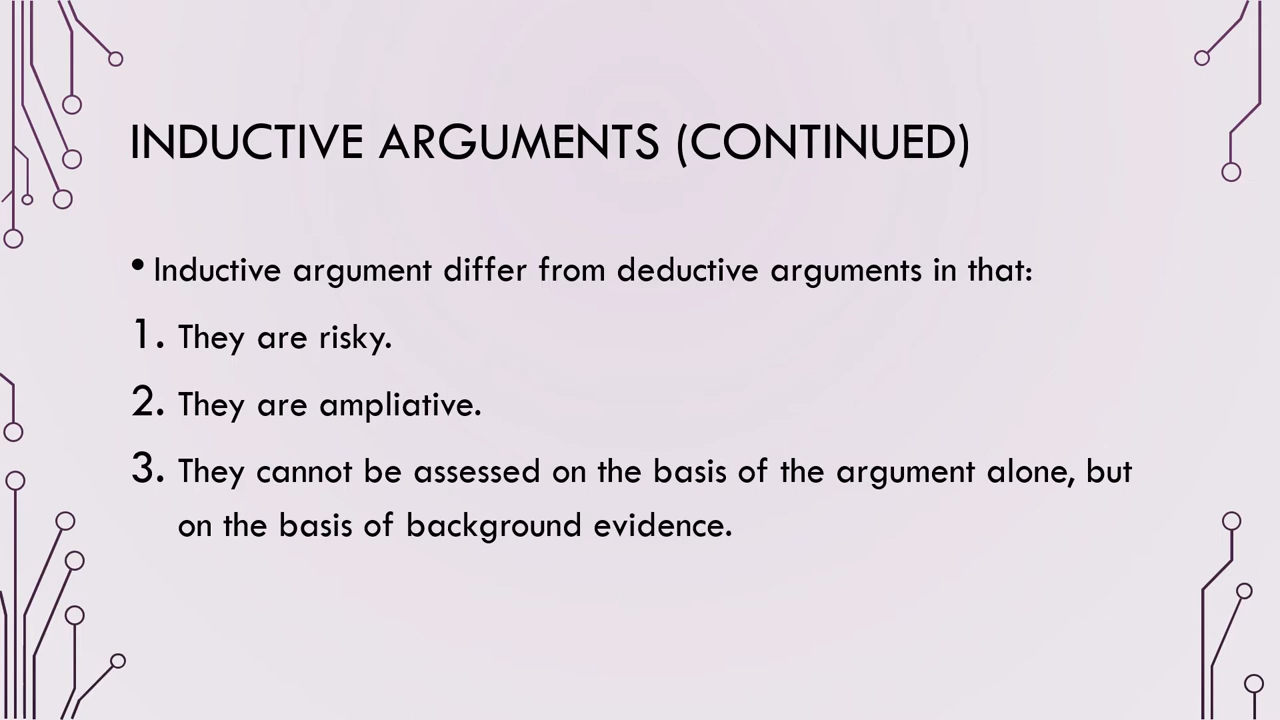 INDUCTIVE ARGUMENTS (CONTINUED)
• Inductive argument differ from deductive arguments in that:
1. They are risky.
2. They are ampliative.
3. They cannot be assessed on the basis of the argument alone, but
on the basis of background evidence.